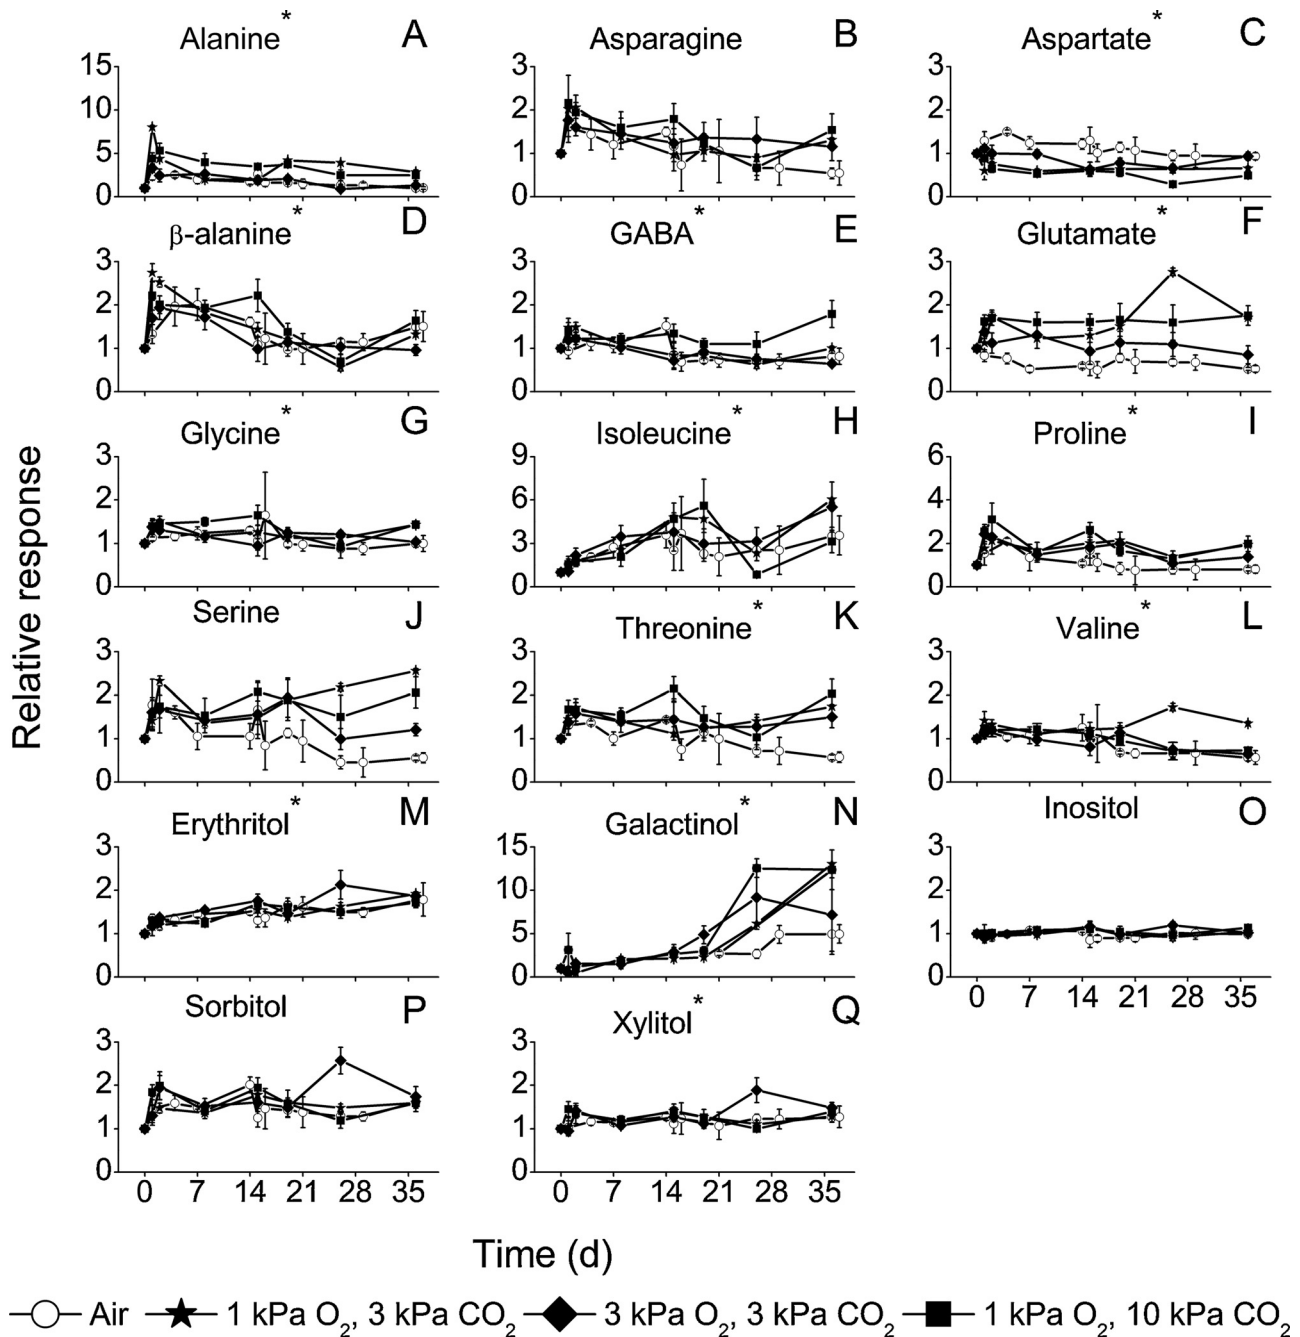 Alanine* A
Asparagine B
Aspartate* C
15
10
5
0
3
2
1
0
3
2
1
0
β-alanine* D
GABA* E
Glutamate* F
3
2
1
0
3
2
1
0
3
2
1
0
Glycine* G
Isoleucine* H
Proline* I
3
2
1
0
9
6
3
0
6
4
2
0
Serine J
Threonine* K
Valine* L
3
2
1
0
3
2
1
0
3
2
1
0
Erythritol* M
Galactinol* N
Inositol O
3
2
1
0
15
10
5
0
3
2
1
0
0 7 14 21 28 35
Sorbitol P
Xylitol* Q
3
2
1
0
3
2
1
0
0 7 14 21 28 35
0 7 14 21 28 35
Relative response
Time (d)
Air 1 kPa O₂, 3 kPa CO₂ 3 kPa O₂, 3 kPa CO₂ 1 kPa O₂, 10 kPa CO₂